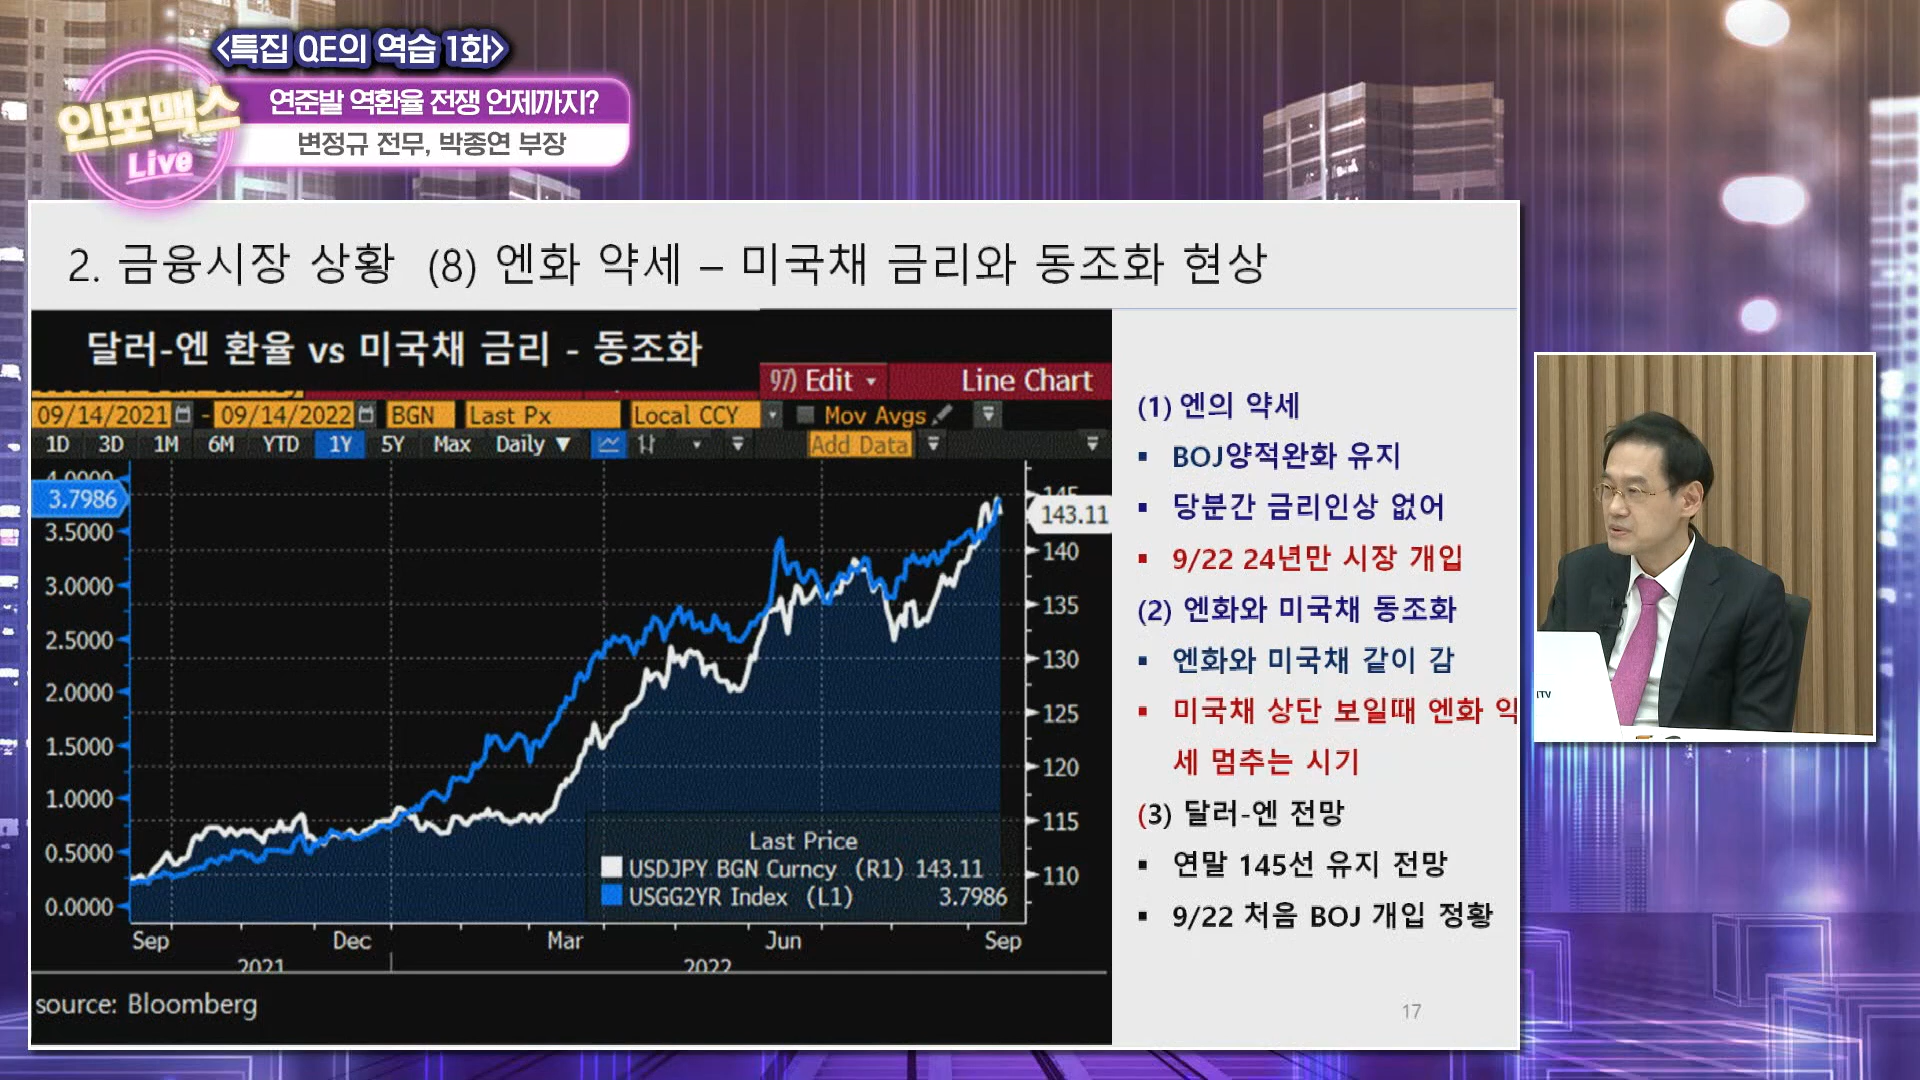 <특집 QE의 역습 1화>
연준발 역환율 전쟁 언제까지?
변정규 전무, 박종연 부장
인포맥스
Live
2. 금융시장 상황 (8) 엔화 약세 – 미국채 금리와 동조화 현상
달러-엔 환율 vs 미국채 금리 - 동조화
97) Edit
Line Chart
09/14/2021 - 09/14/2022 BGN Last Px Local CCY Mov Avgs
1D 3D 1M 6M YTD 1Y 5Y Max Daily ▼ Add Data
4.0000
3.7986
3.5000
3.0000
2.5000
2.0000
1.5000
1.0000
0.5000
0.0000
145
143.11
140
135
130
125
120
115
110
Last Price
USDJPY BGN Curncy (R1) 143.11
USGG2YR Index (L1) 3.7986
Sep Dec Mar Jun Sep
2021 2022
source: Bloomberg
(1) 엔의 약세
▪ BOJ양적완화 유지
▪ 당분간 금리인상 없어
▪ 9/22 24년만 시장 개입
(2) 엔화와 미국채 동조화
▪ 엔화와 미국채 같이 감
▪ 미국채 상단 보일때 엔화 약
세 멈추는 시기
(3) 달러-엔 전망
▪ 연말 145선 유지 전망
▪ 9/22 처음 BOJ 개입 정황
17
ITV